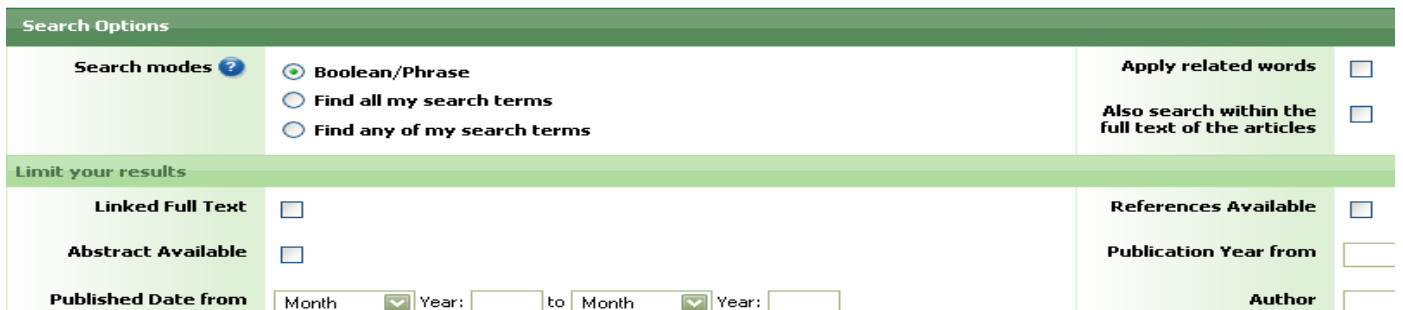 Search Options
Search modes ?
Boolean/Phrase
Find all my search terms
Find any of my search terms
Apply related words
Also search within the
full text of the articles
Limit your results
Linked Full Text
References Available
Abstract Available
Publication Year from
Published Date from Month Year: to Month Year:
Author